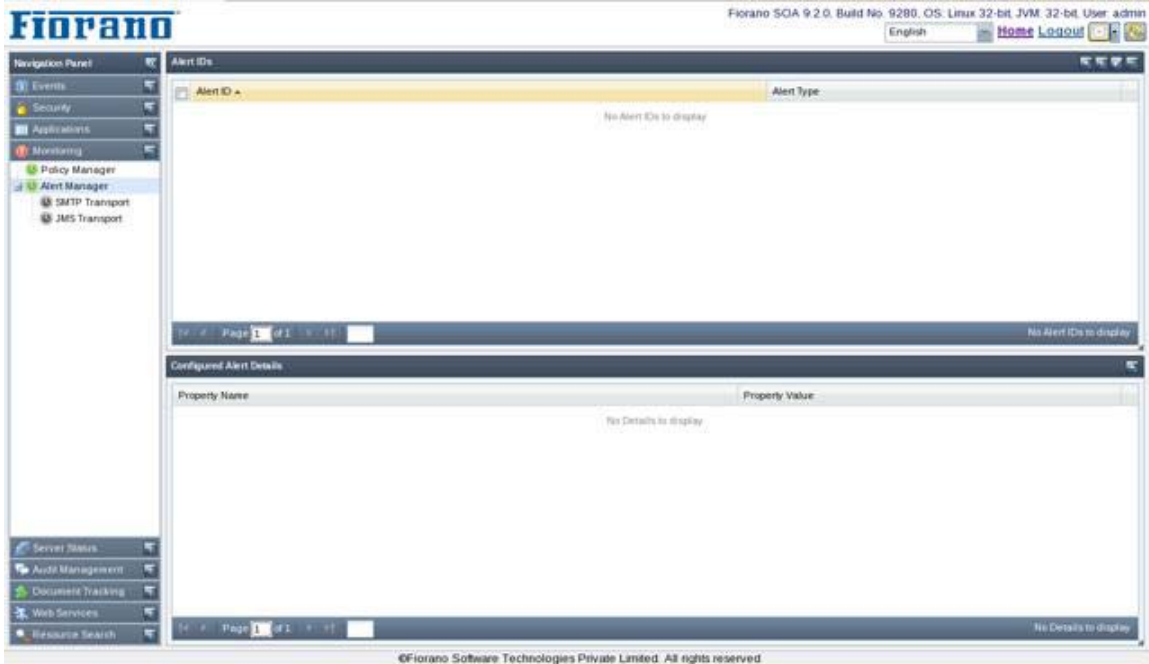 Fiorano
Fiorano SOA 9.2.0, Build No. 9280, OS: Linux 32-bit, JVM: 32-bit, User: admin
English Home Logout
Navigation Panel
Events
Security
Applications
Monitoring
Policy Manager
Alert Manager
SMTP Transport
JMS Transport
Server Status
Audit Management
Document Tracking
Web Services
Resource Search
Alert IDs
Alert ID Alert Type
No Alert IDs to display
Page 1 of 1 No Alert IDs to display
Configured Alert Details
Property Name Property Value
No Details to display
Page 1 of 1 No Details to display
©Fiorano Software Technologies Private Limited. All rights reserved